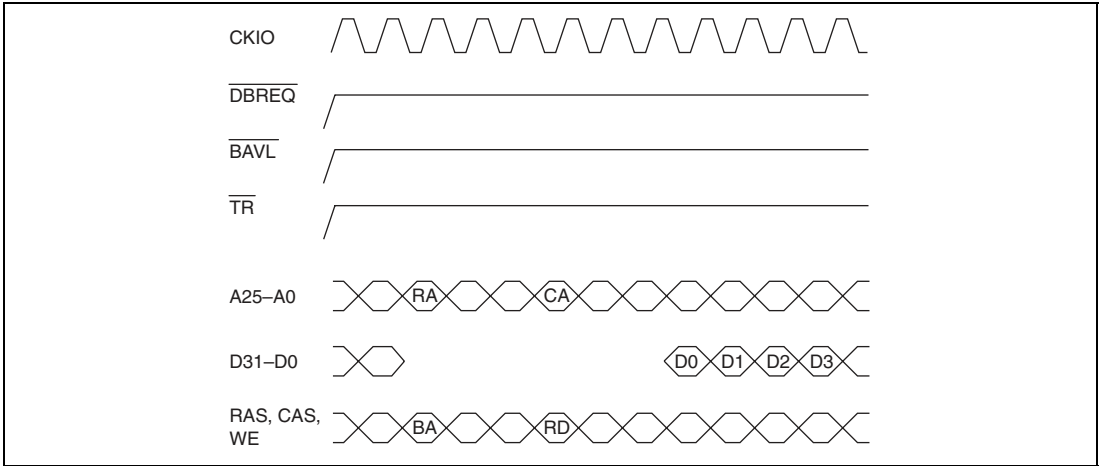 CKIO
DBREQ
BAVL
TR
A25–A0 RA CA
D31–D0 D0 D1 D2 D3
RAS, CAS,
WE BA RD